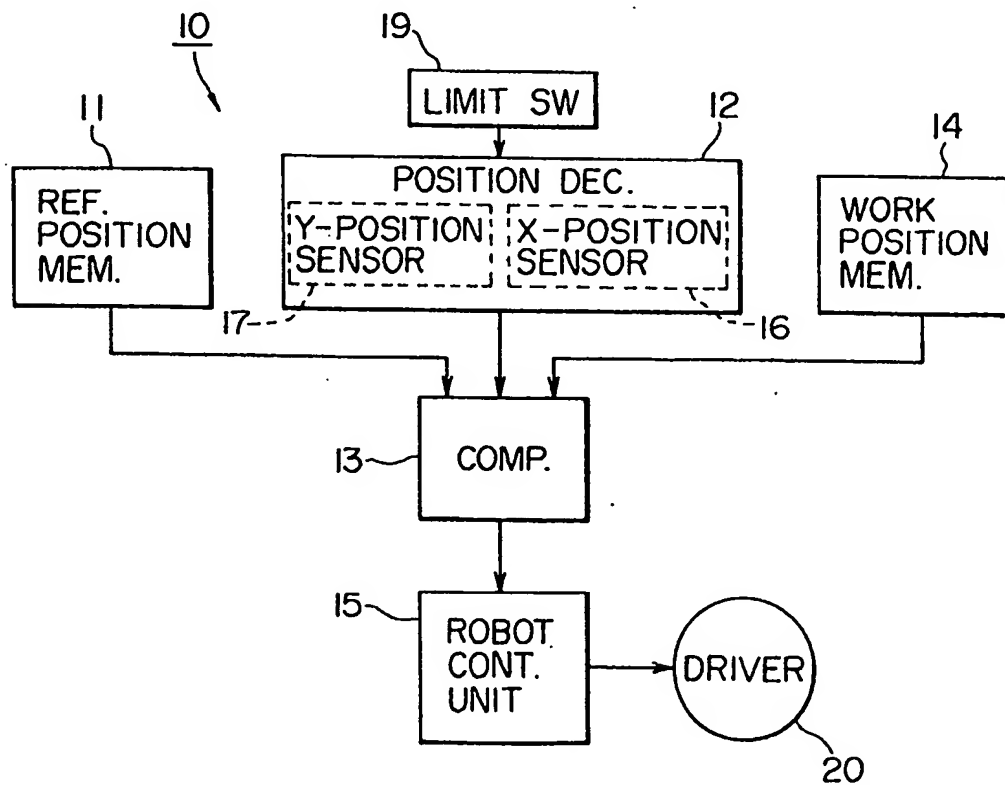 10
19
LIMIT SW
11
12
14
REF.
POSITION
MEM.
POSITION DEC.
Y-POSITION
SENSOR
X-POSITION
SENSOR
WORK
POSITION
MEM.
17
16
13
COMP.
15
ROBOT
CONT.
UNIT
DRIVER
20